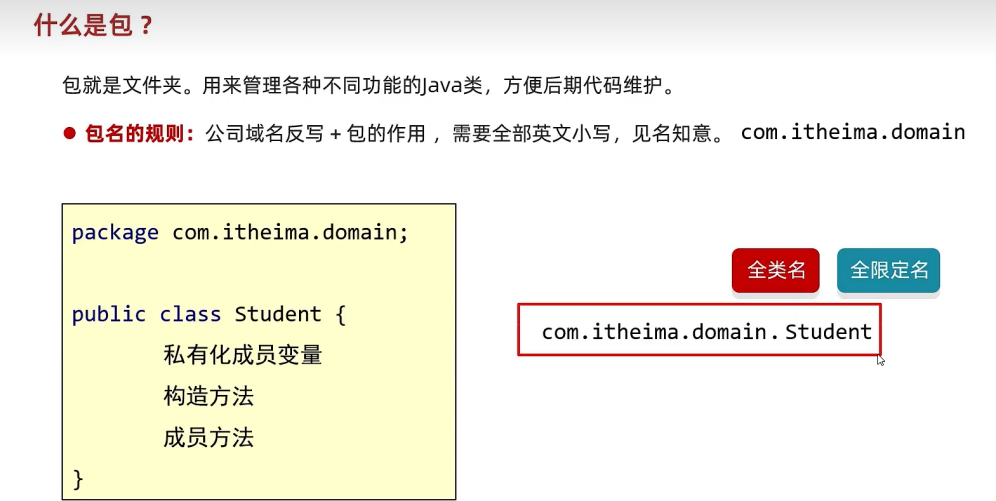 什么是包？
包就是文件夹。用来管理各种不同功能的Java类，方便后期代码维护。
● 包名的规则：公司域名反写 + 包的作用 ，需要全部英文小写，见名知意。 com.itheima.domain
package com.itheima.domain;
public class Student {
私有化成员变量
构造方法
成员方法
}
全类名 全限定名
com.itheima.domain.Student